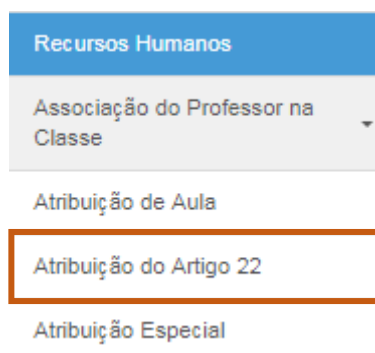 Recursos Humanos
Associação do Professor na
Classe
Atribuição de Aula
Atribuição do Artigo 22
Atribuição Especial